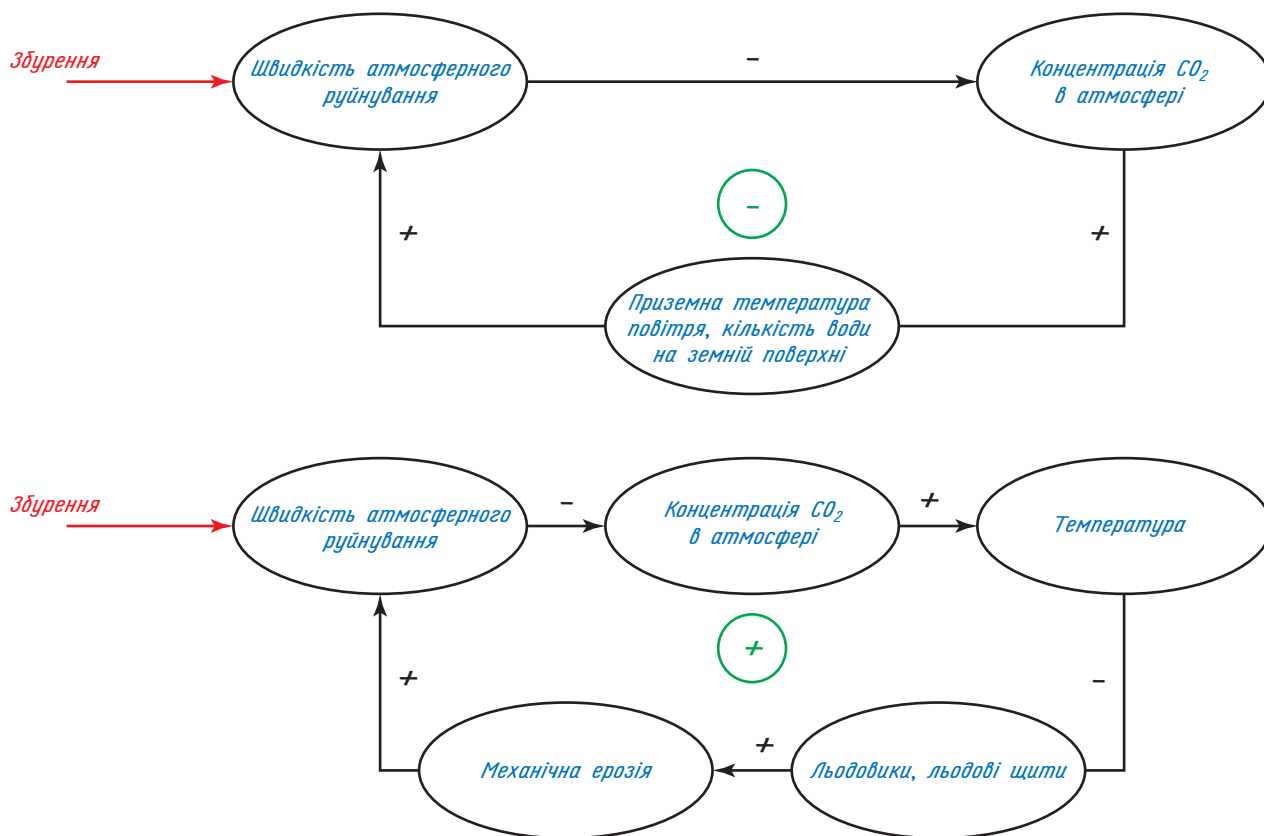 Збурення
Швидкість атмосферного
руйнування
–
Концентрація CO₂
в атмосфері
–
+
+
Приземна температура
повітря, кількість води
на земній поверхні
Збурення
Швидкість атмосферного
руйнування
–
Концентрація CO₂
в атмосфері
+
Температура
+
+
–
Механічна ерозія
+
Льодовики, льодові щити